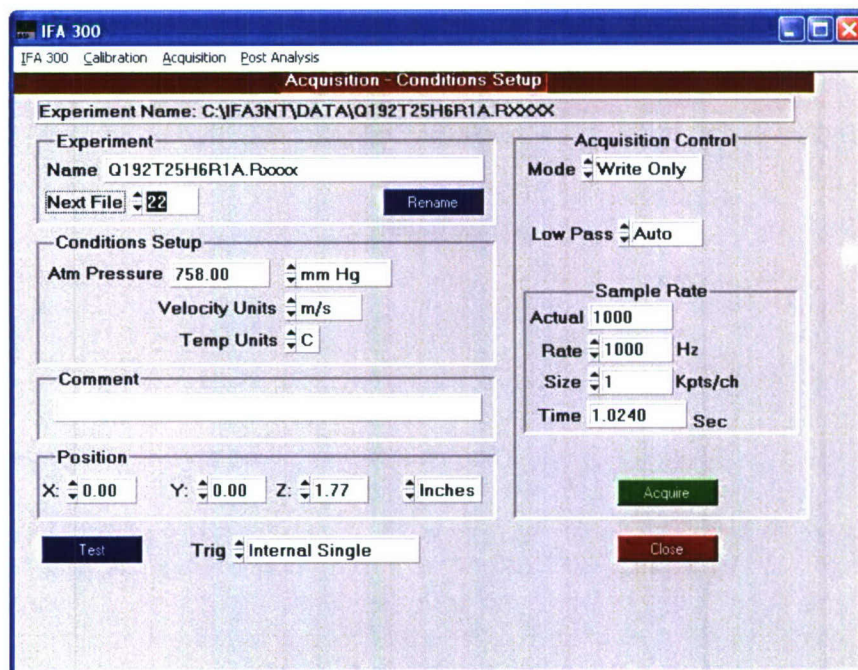 IFA 300
IFA 300 Calibration Acquisition Post Analysis
Acquisition - Conditions Setup
Experiment Name: C:\IFA3NT\DATA\Q192T25H6R1A.RXXXX
Experiment
Name Q192T25H6R1A.Rxxxx
Next File 22 Rename
Conditions Setup
Atm Pressure 758.00 mm Hg
Velocity Units m/s
Temp Units C
Comment
Position
X: 0.00 Y: 0.00 Z: 1.77 Inches
Test Trig Internal Single
Acquisition Control
Mode Write Only
Low Pass Auto
Sample Rate
Actual 1000
Rate 1000 Hz
Size 1 Kpts/ch
Time 1.0240 Sec
Acquire
Close